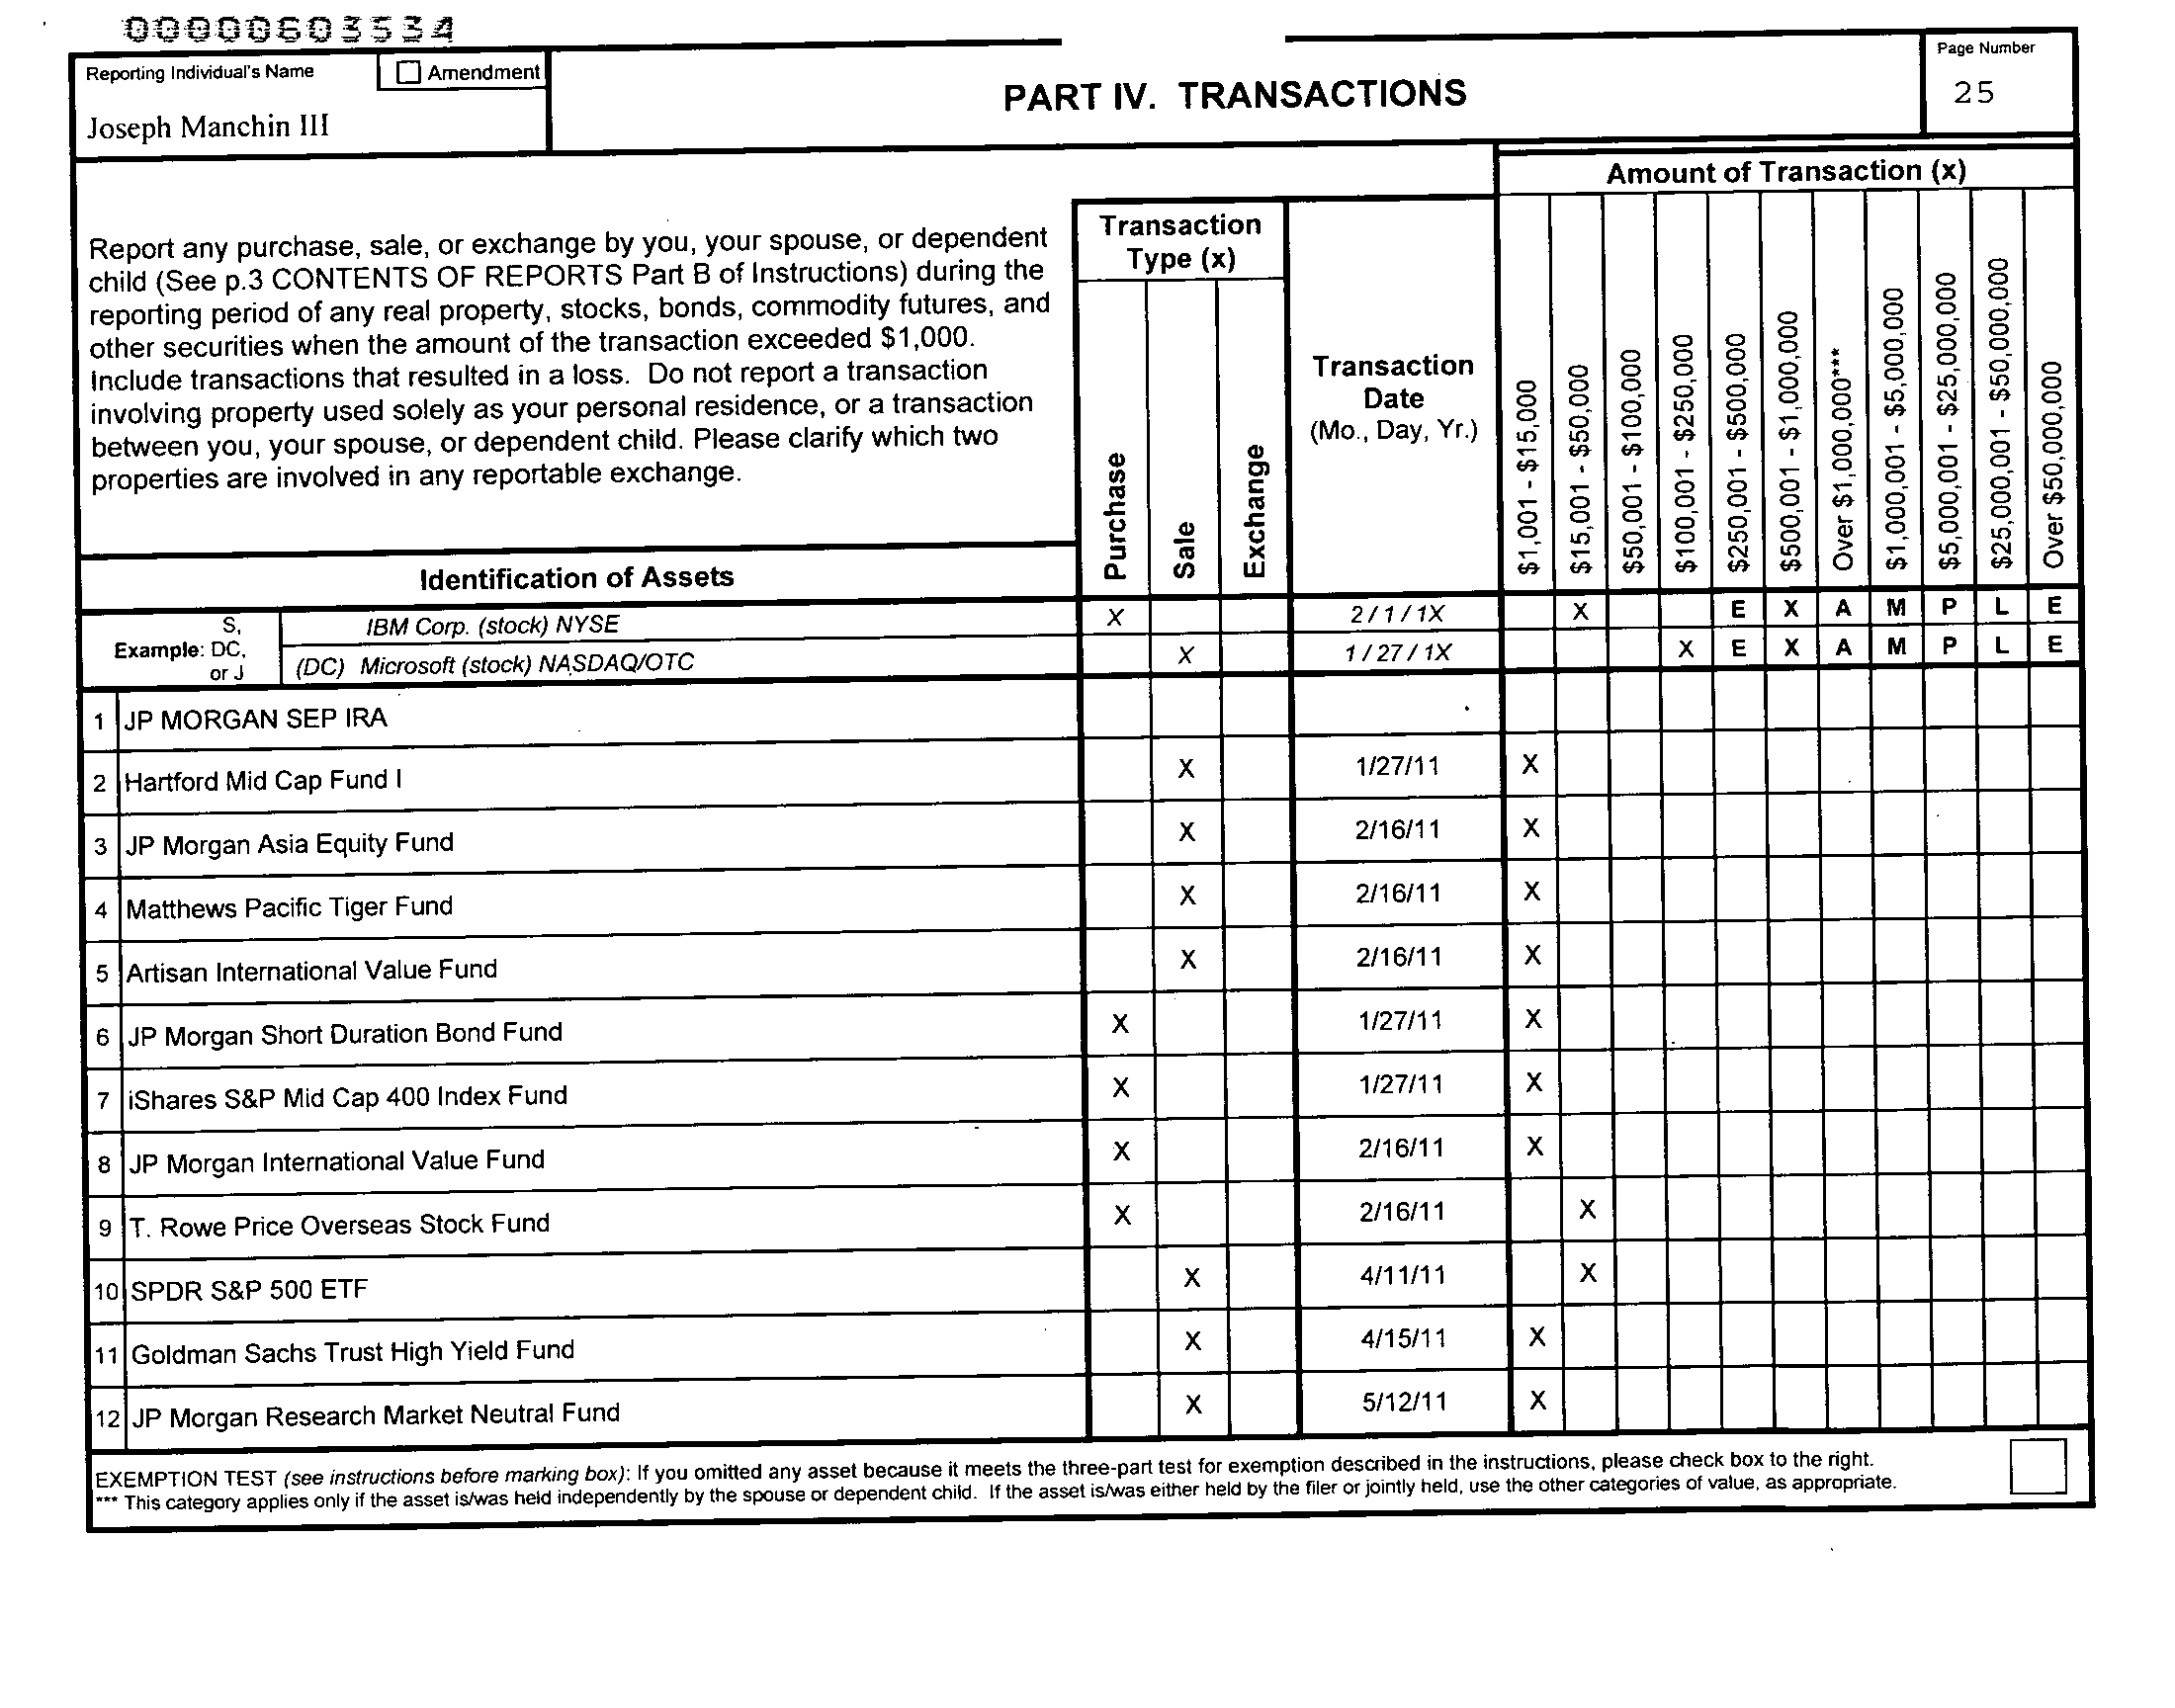 00000603534
Reporting Individual's Name
Amendment
Joseph Manchin III
PART IV. TRANSACTIONS
Page Number
25
Report any purchase, sale, or exchange by you, your spouse, or dependent
child (See p.3 CONTENTS OF REPORTS Part B of Instructions) during the
reporting period of any real property, stocks, bonds, commodity futures, and
other securities when the amount of the transaction exceeded $1,000.
Include transactions that resulted in a loss. Do not report a transaction
involving property used solely as your personal residence, or a transaction
between you, your spouse, or dependent child. Please clarify which two
properties are involved in any reportable exchange.
Identification of Assets
Transaction
Type (x)
Purchase
Sale
Exchange
Transaction
Date
(Mo., Day, Yr.)
Amount of Transaction (x)
$1,001 - $15,000
$15,001 - $50,000
$50,001 - $100,000
$100,001 - $250,000
$250,001 - $500,000
$500,001 - $1,000,000
Over $1,000,000***
$1,000,001 - $5,000,000
$5,000,001 - $25,000,000
$25,000,001 - $50,000,000
Over $50,000,000
Example: S, DC, or J
IBM Corp. (stock) NYSE X 2 / 1 / 1X X E X A M P L E
(DC) Microsoft (stock) NASDAQ/OTC X 1 / 27 / 1X X E X A M P L E
1 JP MORGAN SEP IRA
2 Hartford Mid Cap Fund I X 1/27/11 X
3 JP Morgan Asia Equity Fund X 2/16/11 X
4 Matthews Pacific Tiger Fund X 2/16/11 X
5 Artisan International Value Fund X 2/16/11 X
6 JP Morgan Short Duration Bond Fund X 1/27/11 X
7 iShares S&P Mid Cap 400 Index Fund X 1/27/11 X
8 JP Morgan International Value Fund X 2/16/11 X
9 T. Rowe Price Overseas Stock Fund X 2/16/11 X
10 SPDR S&P 500 ETF X 4/11/11 X
11 Goldman Sachs Trust High Yield Fund X 4/15/11 X
12 JP Morgan Research Market Neutral Fund X 5/12/11 X
EXEMPTION TEST (see instructions before marking box): If you omitted any asset because it meets the three-part test for exemption described in the instructions, please check box to the right.
*** This category applies only if the asset is/was held independently by the spouse or dependent child. If the asset is/was either held by the filer or jointly held, use the other categories of value, as appropriate.